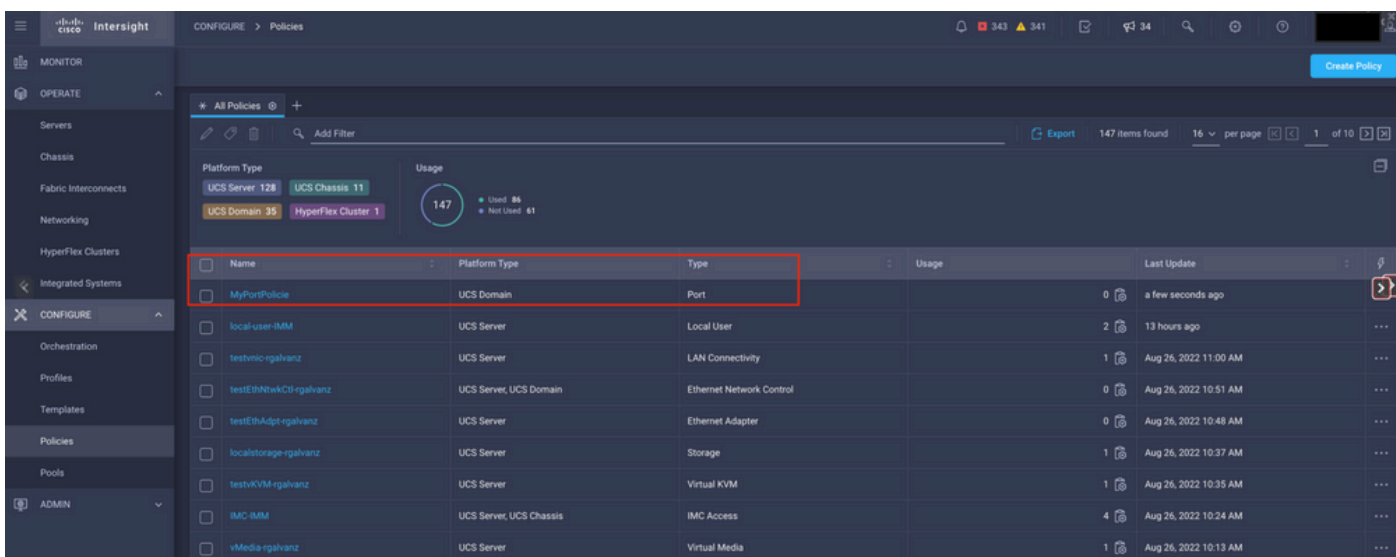 cisco Intersight
CONFIGURE > Policies
343 341 34
MONITOR
Create Policy
OPERATE
All Policies +
Servers
Add Filter
Export 147 items found 16 per page 1 of 10
Chassis
Platform Type Usage
Fabric Interconnects
UCS Server 128 UCS Chassis 11
147
Used 86
UCS Domain 35 HyperFlex Cluster 1
Not Used 61
Networking
HyperFlex Clusters
Name Platform Type Type Usage Last Update
Integrated Systems
MyPortPolicie UCS Domain Port 0 a few seconds ago
CONFIGURE
local-user-IMM UCS Server Local User 2 13 hours ago
Orchestration
testvnic-rgalvanz UCS Server LAN Connectivity 1 Aug 26, 2022 11:00 AM
Profiles
testEthNtwkCtl-rgalvanz UCS Server, UCS Domain Ethernet Network Control 0 Aug 26, 2022 10:51 AM
Templates
testEthAdpt-rgalvanz UCS Server Ethernet Adapter 0 Aug 26, 2022 10:48 AM
Policies
localstorage-rgalvanz UCS Server Storage 1 Aug 26, 2022 10:37 AM
Pools
testvKVM-rgalvanz UCS Server Virtual KVM 1 Aug 26, 2022 10:35 AM
ADMIN
IMC-IMM UCS Server, UCS Chassis IMC Access 4 Aug 26, 2022 10:24 AM
vMedia-rgalvanz UCS Server Virtual Media 1 Aug 26, 2022 10:13 AM